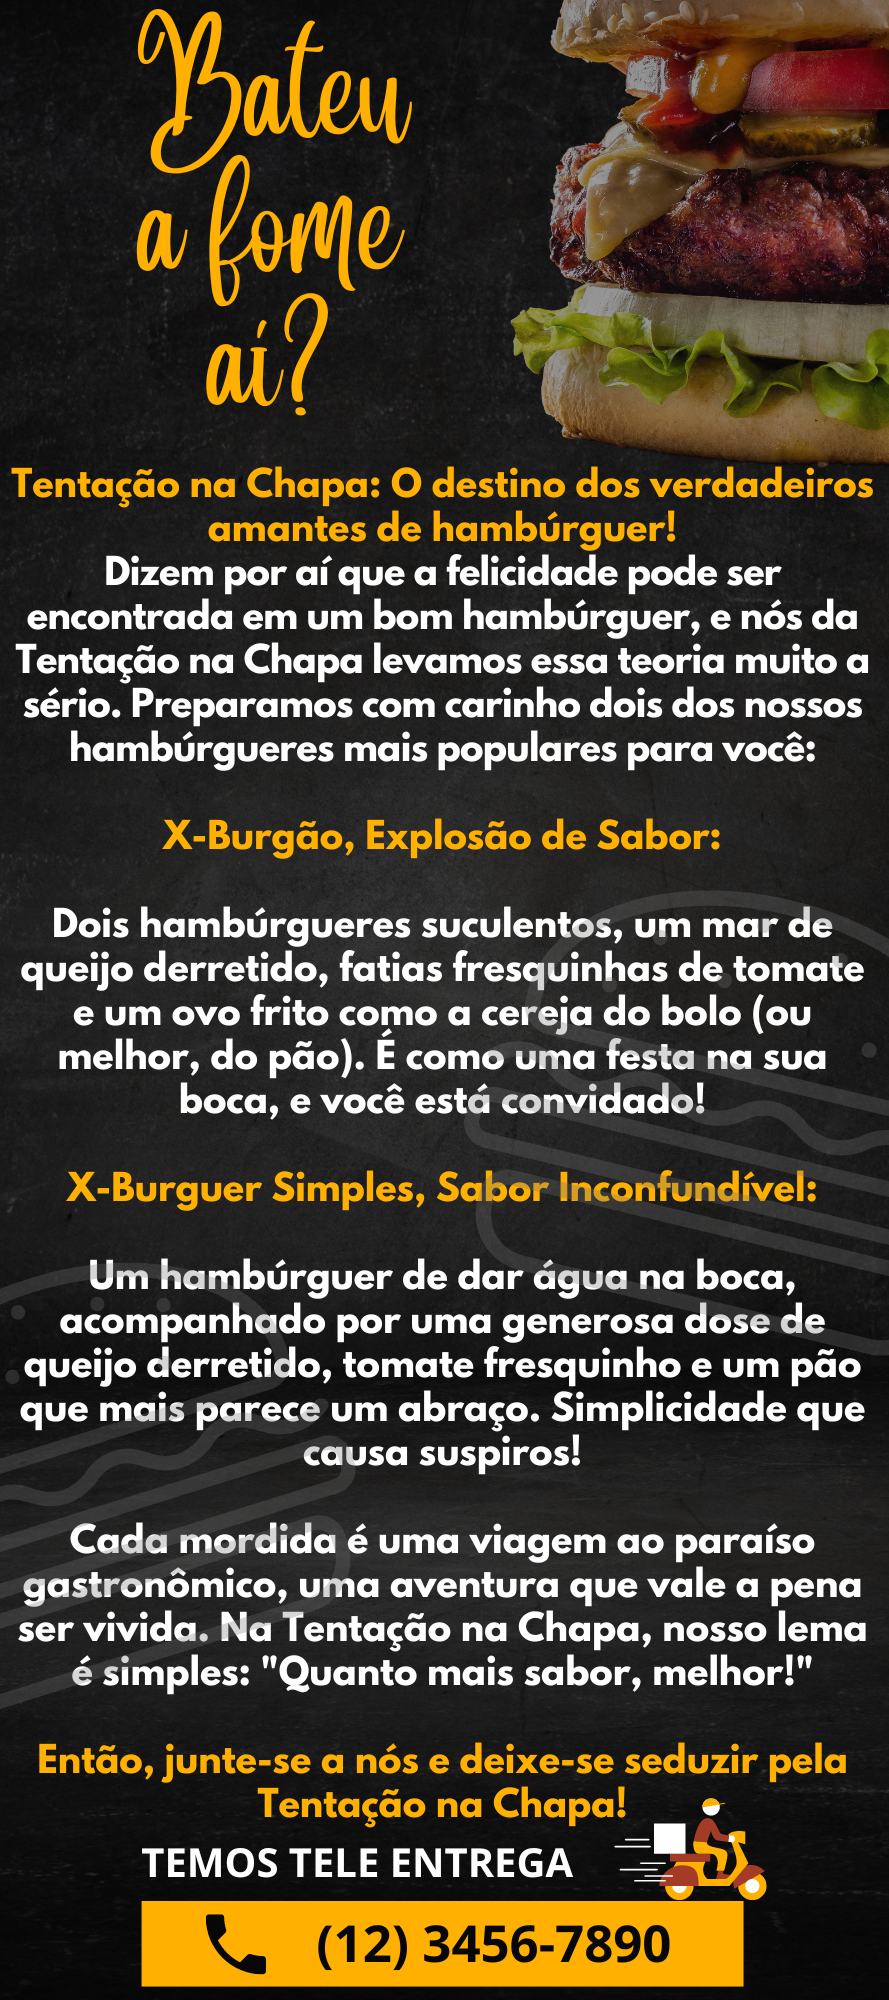 Bateu
a fome
aí?
Tentação na Chapa: O destino dos verdadeiros
amantes de hambúrguer!
Dizem por aí que a felicidade pode ser
encontrada em um bom hambúrguer, e nós da
Tentação na Chapa levamos essa teoria muito a
sério. Preparamos com carinho dois dos nossos
hambúrgueres mais populares para você:
X-Burgão, Explosão de Sabor:
Dois hambúrgueres suculentos, um mar de
queijo derretido, fatias fresquinhas de tomate
e um ovo frito como a cereja do bolo (ou
melhor, do pão). É como uma festa na sua
boca, e você está convidado!
X-Burguer Simples, Sabor Inconfundível:
Um hambúrguer de dar água na boca,
acompanhado por uma generosa dose de
queijo derretido, tomate fresquinho e um pão
que mais parece um abraço. Simplicidade que
causa suspiros!
Cada mordida é uma viagem ao paraíso
gastronômico, uma aventura que vale a pena
ser vivida. Na Tentação na Chapa, nosso lema
é simples: "Quanto mais sabor, melhor!"
Então, junte-se a nós e deixe-se seduzir pela
Tentação na Chapa!
TEMOS TELE ENTREGA
(12) 3456-7890